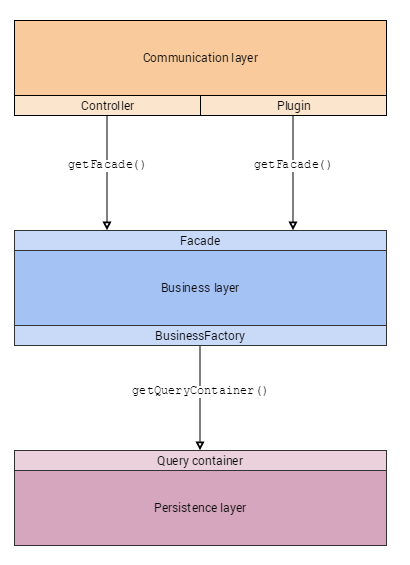 Communication layer
Controller
Plugin
getFacade()
getFacade()
Facade
Business layer
BusinessFactory
getQueryContainer()
Query container
Persistence layer